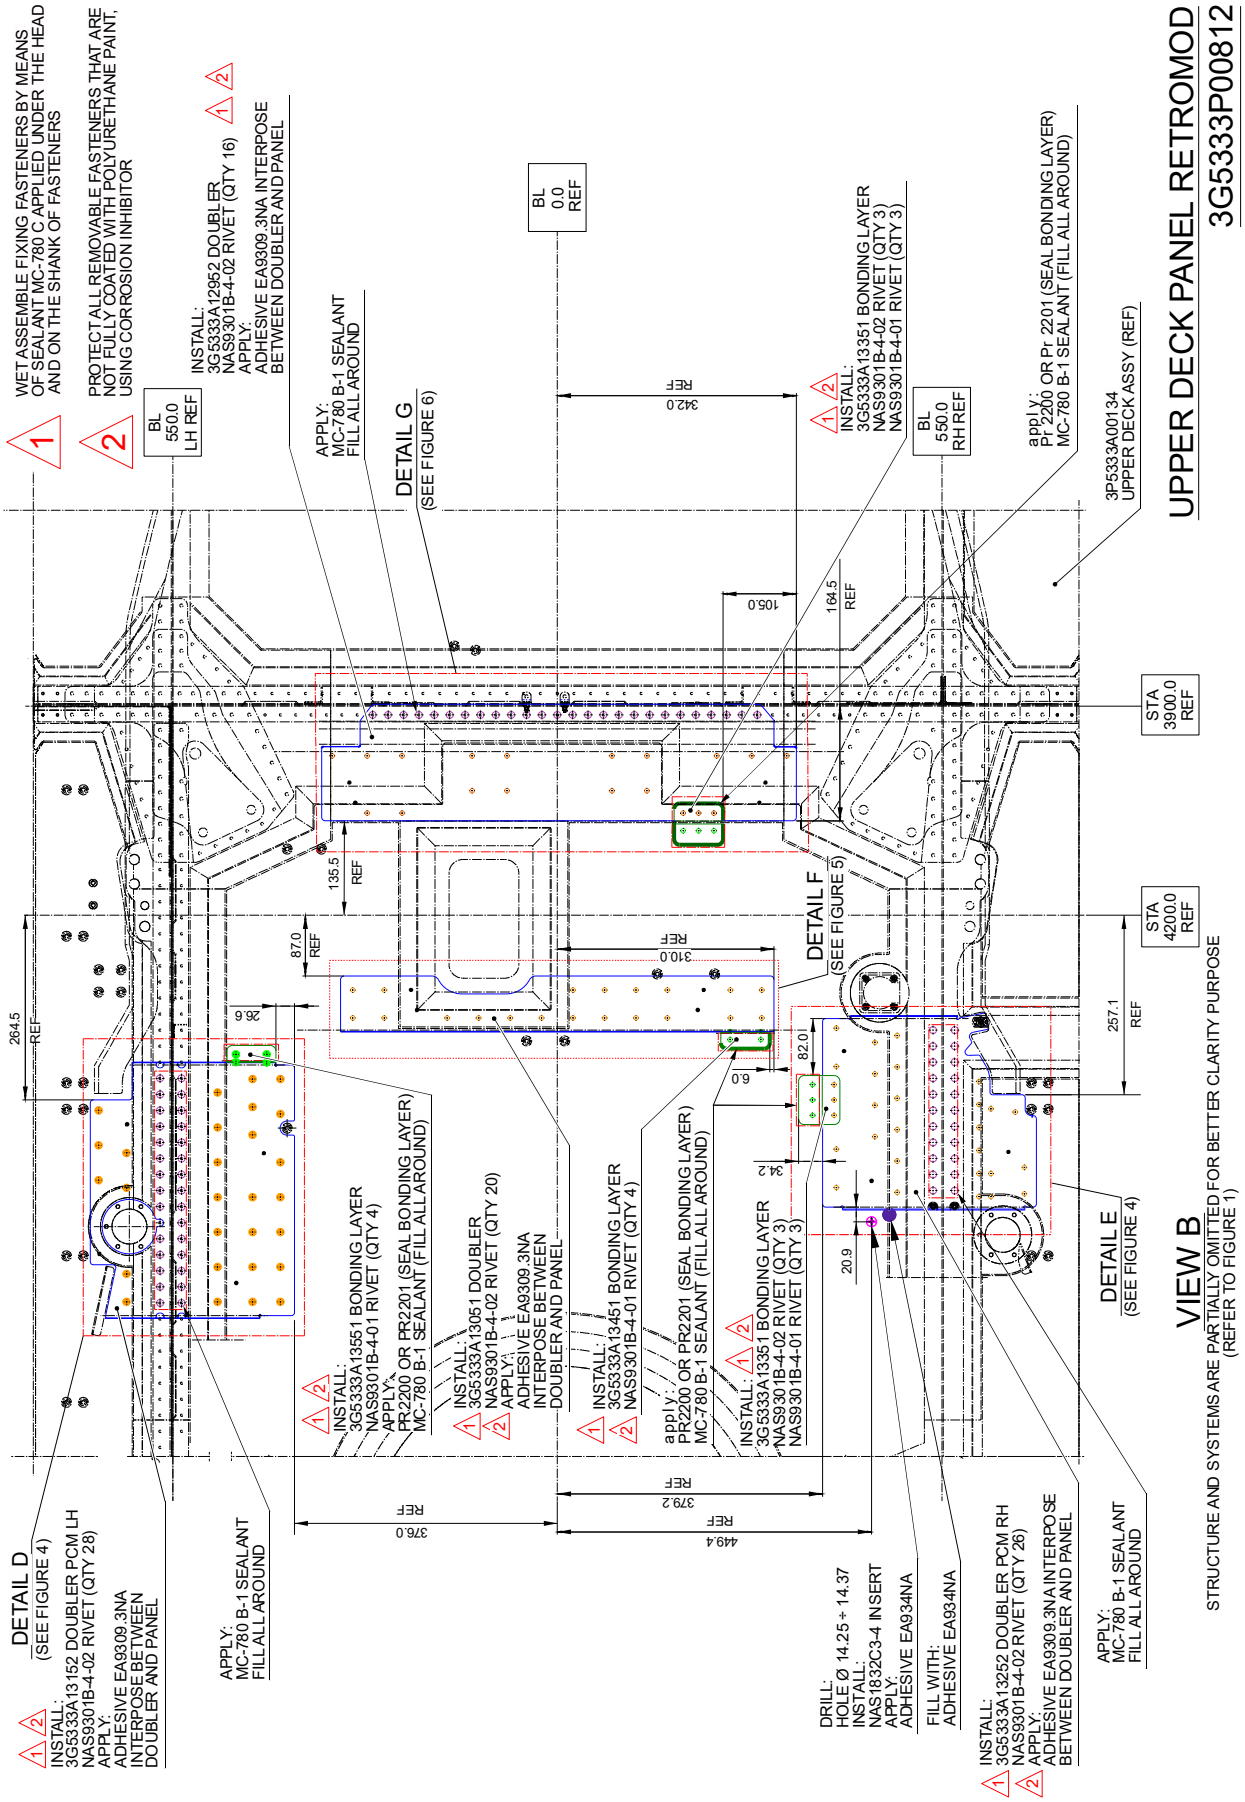 1
WET ASSEMBLE FIXING FASTENERS BY MEANS
OF SEALANT MC-780 C APPLIED UNDER THE HEAD
AND ON THE SHANK OF FASTENERS
2
PROTECT ALL REMOVABLE FASTENERS THAT ARE
NOT FULLY COATED WITH POLYURETHANE PAINT,
USING CORROSION INHIBITOR
DETAIL D
(SEE FIGURE 4)
1 2
INSTALL:
3G5333A13152 DOUBLER PCM LH
NAS9301B-4-02 RIVET (QTY 28)
APPLY:
ADHESIVE EA9309.3NA
INTERPOSE BETWEEN
DOUBLER AND PANEL
APPLY:
MC-780 B-1 SEALANT
FILL ALL AROUND
264.5
REF
26.6
BL
550.0
LH REF
INSTALL:
3G5333A12952 DOUBLER
NAS9301B-4-02 RIVET (QTY 16)
1 2
APPLY:
ADHESIVE EA9309.3NA INTERPOSE
BETWEEN DOUBLER AND PANEL
APPLY:
MC-780 B-1 SEALANT
FILL ALL AROUND
DETAIL G
(SEE FIGURE 6)
1 2
INSTALL:
3G5333A13551 BONDING LAYER
NAS9301B-4-01 RIVET (QTY 4)
APPLY:
PR2200 OR PR2201 (SEAL BONDING LAYER)
MC-780 B-1 SEALANT (FILL ALL AROUND)
376.0
REF
87.0
REF
135.5
REF
1
2
INSTALL:
3G5333A13051 DOUBLER
NAS9301B-4-02 RIVET (QTY 20)
APPLY:
ADHESIVE EA9309.3NA
INTERPOSE BETWEEN
DOUBLER AND PANEL
BL
0.0
REF
1
2
INSTALL:
3G5333A13451 BONDING LAYER
NAS9301B-4-01 RIVET (QTY 4)
apply:
PR2200 OR PR2201 (SEAL BONDING LAYER)
MC-780 B-1 SEALANT (FILL ALL AROUND)
310.0
REF
342.0
REF
379.2
REF
449.4
REF
6.0
105.0
164.5
REF
82.0
34.2
20.9
INSTALL:
1 2
3G5333A13351 BONDING LAYER
NAS9301B-4-02 RIVET (QTY 3)
NAS9301B-4-01 RIVET (QTY 3)
DETAIL F
(SEE FIGURE 5)
1 2
INSTALL:
3G5333A13351 BONDING LAYER
NAS9301B-4-02 RIVET (QTY 3)
NAS9301B-4-01 RIVET (QTY 3)
BL
550.0
RH REF
DRILL:
HOLE Ø 14.25 ÷ 14.37
INSTALL:
NAS1832C3-4 INSERT
APPLY:
ADHESIVE EA934NA
FILL WITH:
ADHESIVE EA934NA
1
2
INSTALL:
3G5333A13252 DOUBLER PCM RH
NAS9301B-4-02 RIVET (QTY 26)
APPLY:
ADHESIVE EA9309.3NA INTERPOSE
BETWEEN DOUBLER AND PANEL
APPLY:
MC-780 B-1 SEALANT
FILL ALL AROUND
apply:
Pr 2200 OR Pr 2201 (SEAL BONDING LAYER)
MC-780 B-1 SEALANT (FILL ALL AROUND)
3P5333A00134
UPPER DECK ASSY (REF)
257.1
REF
DETAIL E
(SEE FIGURE 4)
STA
4200.0
REF
STA
3900.0
REF
VIEW B
STRUCTURE AND SYSTEMS ARE PARTIALLY OMITTED FOR BETTER CLARITY PURPOSE
(REFER TO FIGURE 1)
UPPER DECK PANEL RETROMOD
3G5333P00812